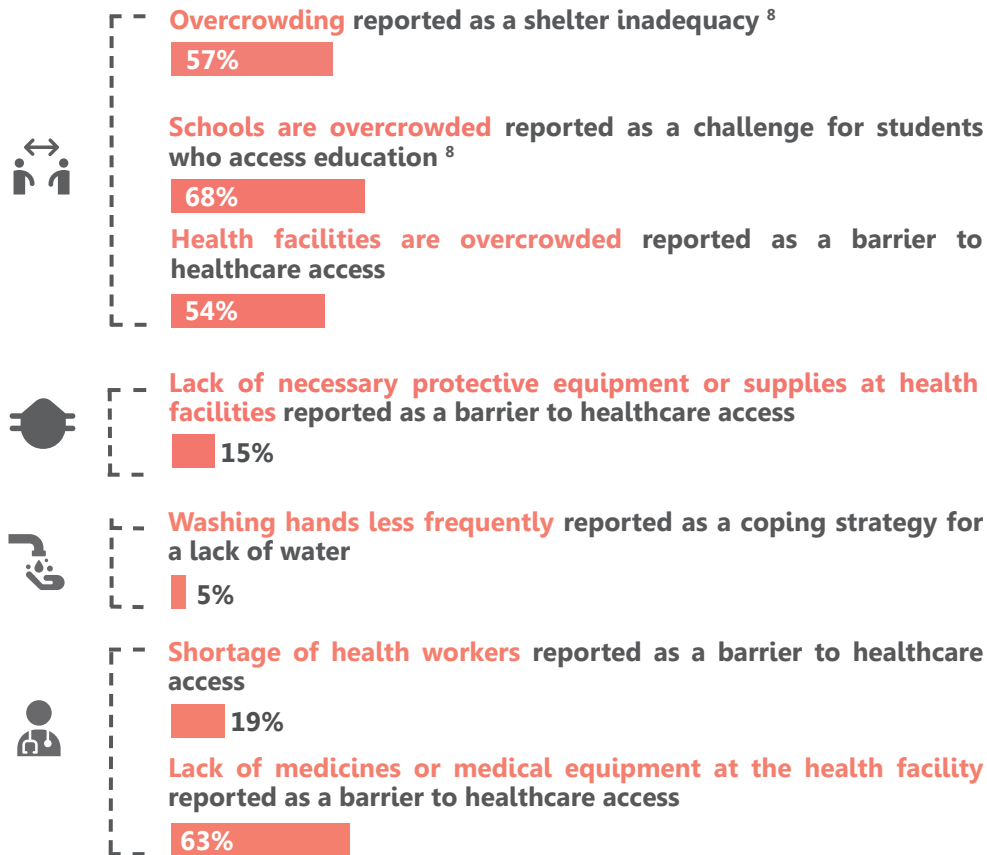 Overcrowding reported as a shelter inadequacy ⁸
57%
Schools are overcrowded reported as a challenge for students
who access education ⁸
68%
Health facilities are overcrowded reported as a barrier to
healthcare access
54%
Lack of necessary protective equipment or supplies at health
facilities reported as a barrier to healthcare access
15%
Washing hands less frequently reported as a coping strategy for
a lack of water
5%
Shortage of health workers reported as a barrier to healthcare
access
19%
Lack of medicines or medical equipment at the health facility
reported as a barrier to healthcare access
63%